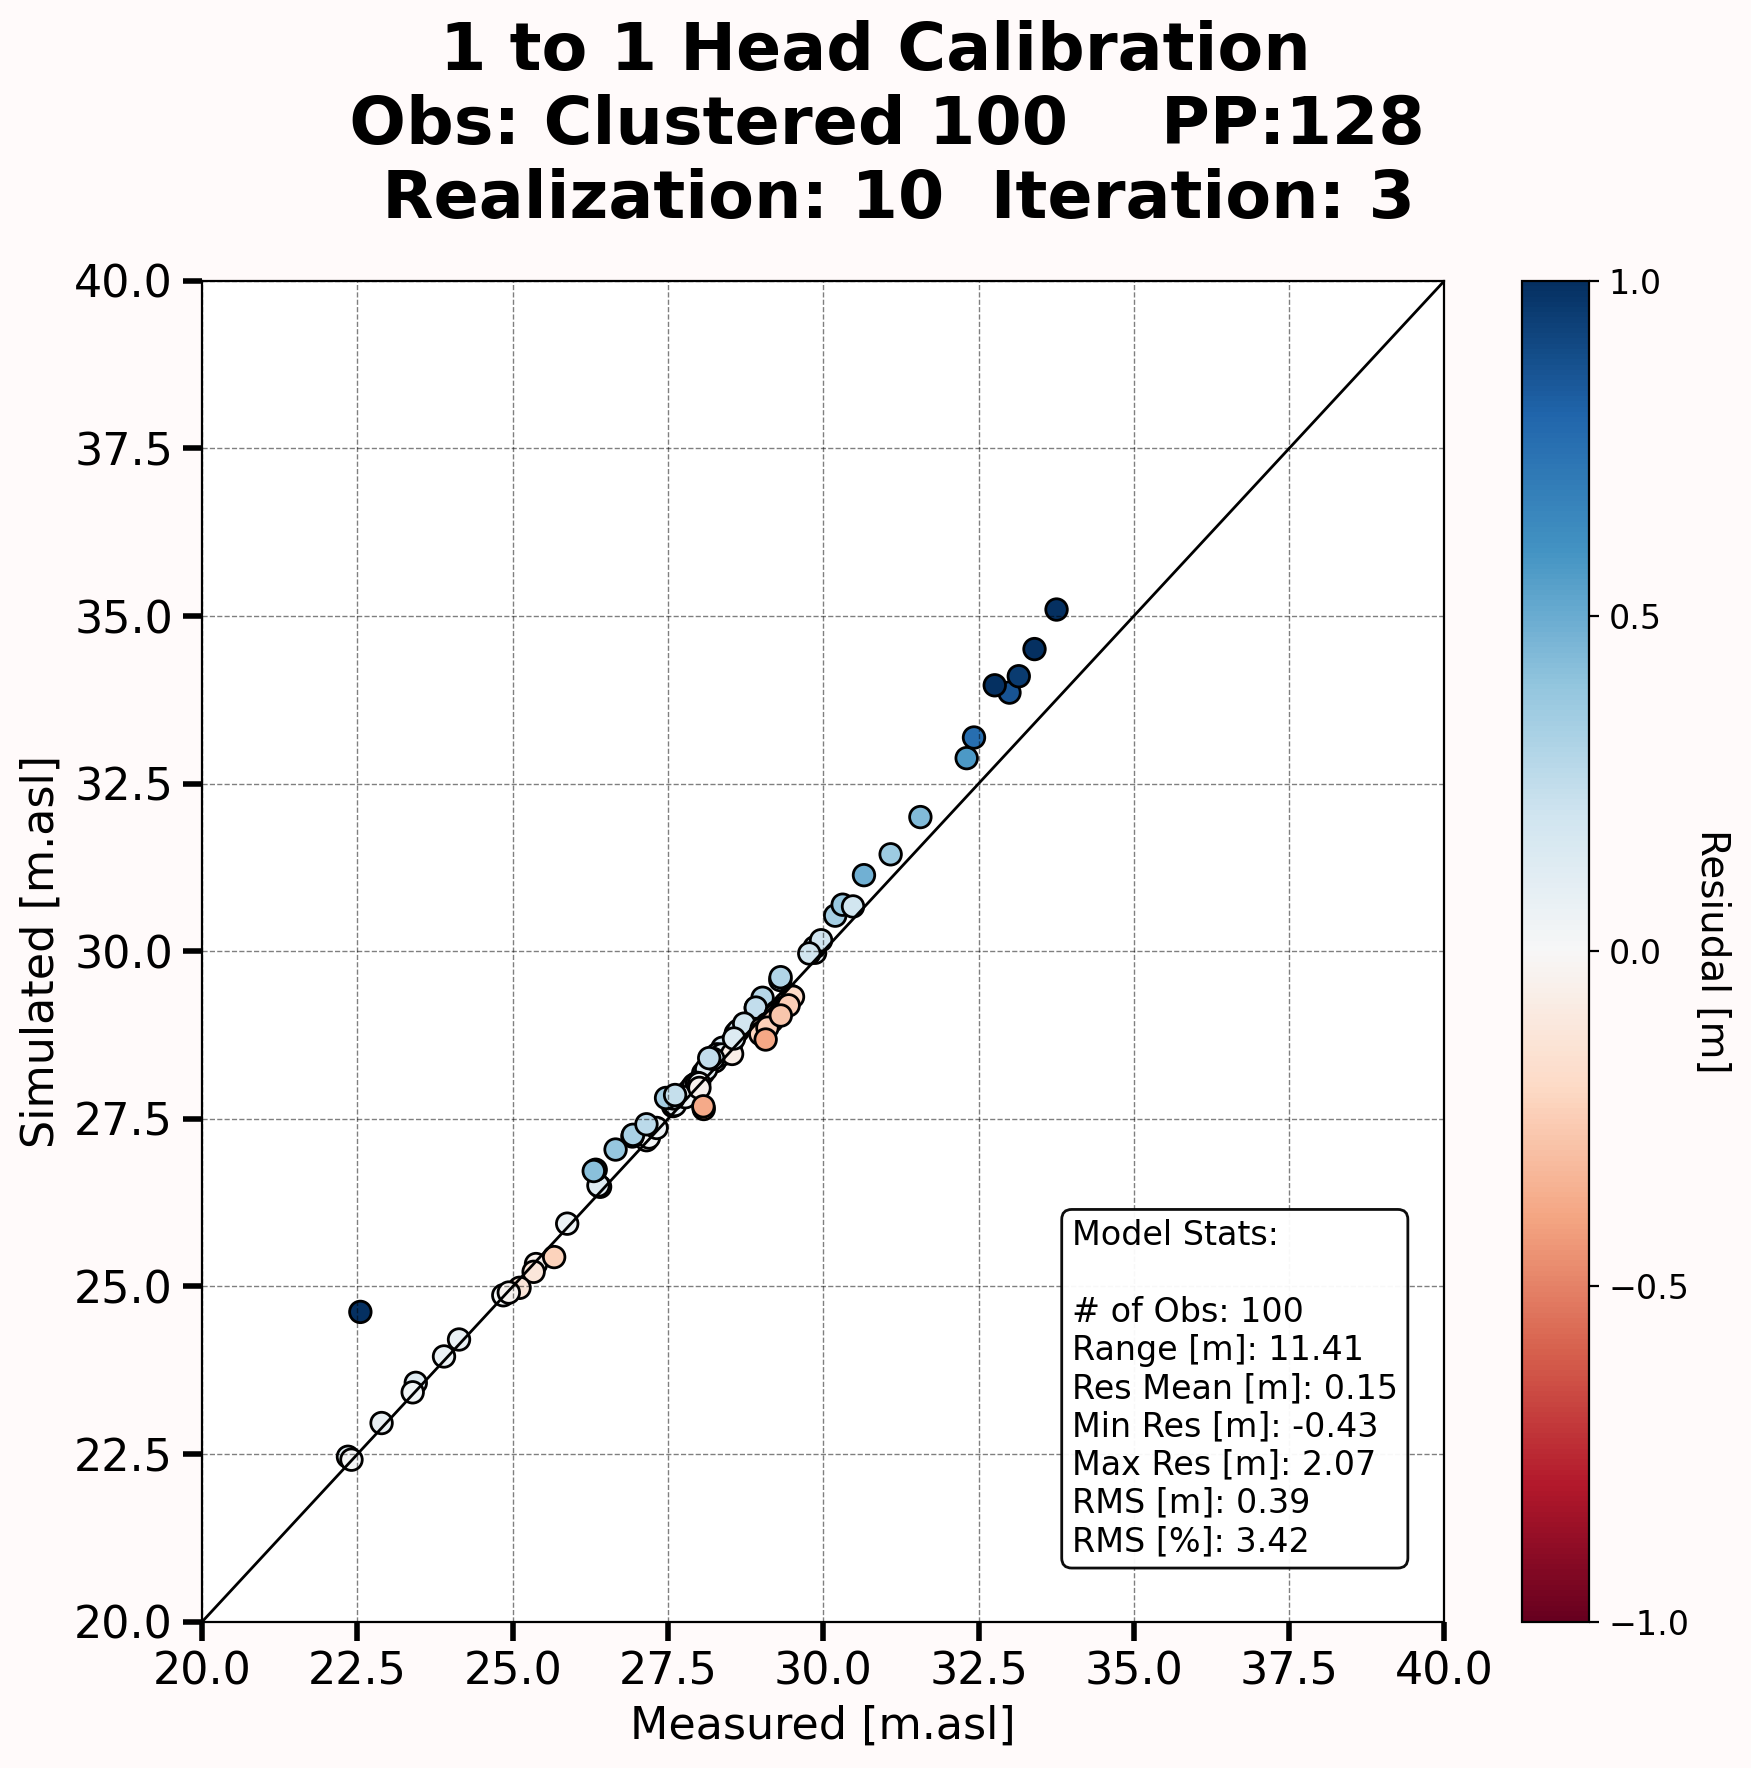 1 to 1 Head Calibration
Obs: Clustered 100 PP:128
Realization: 10 Iteration: 3
40.0
37.5
35.0
32.5
30.0
27.5
25.0
22.5
20.0
Simulated [m.asl]
20.0 22.5 25.0 27.5 30.0 32.5 35.0 37.5 40.0
Measured [m.asl]
Model Stats:
# of Obs: 100
Range [m]: 11.41
Res Mean [m]: 0.15
Min Res [m]: -0.43
Max Res [m]: 2.07
RMS [m]: 0.39
RMS [%]: 3.42
1.0
0.5
0.0
−0.5
−1.0
Resiudal [m]